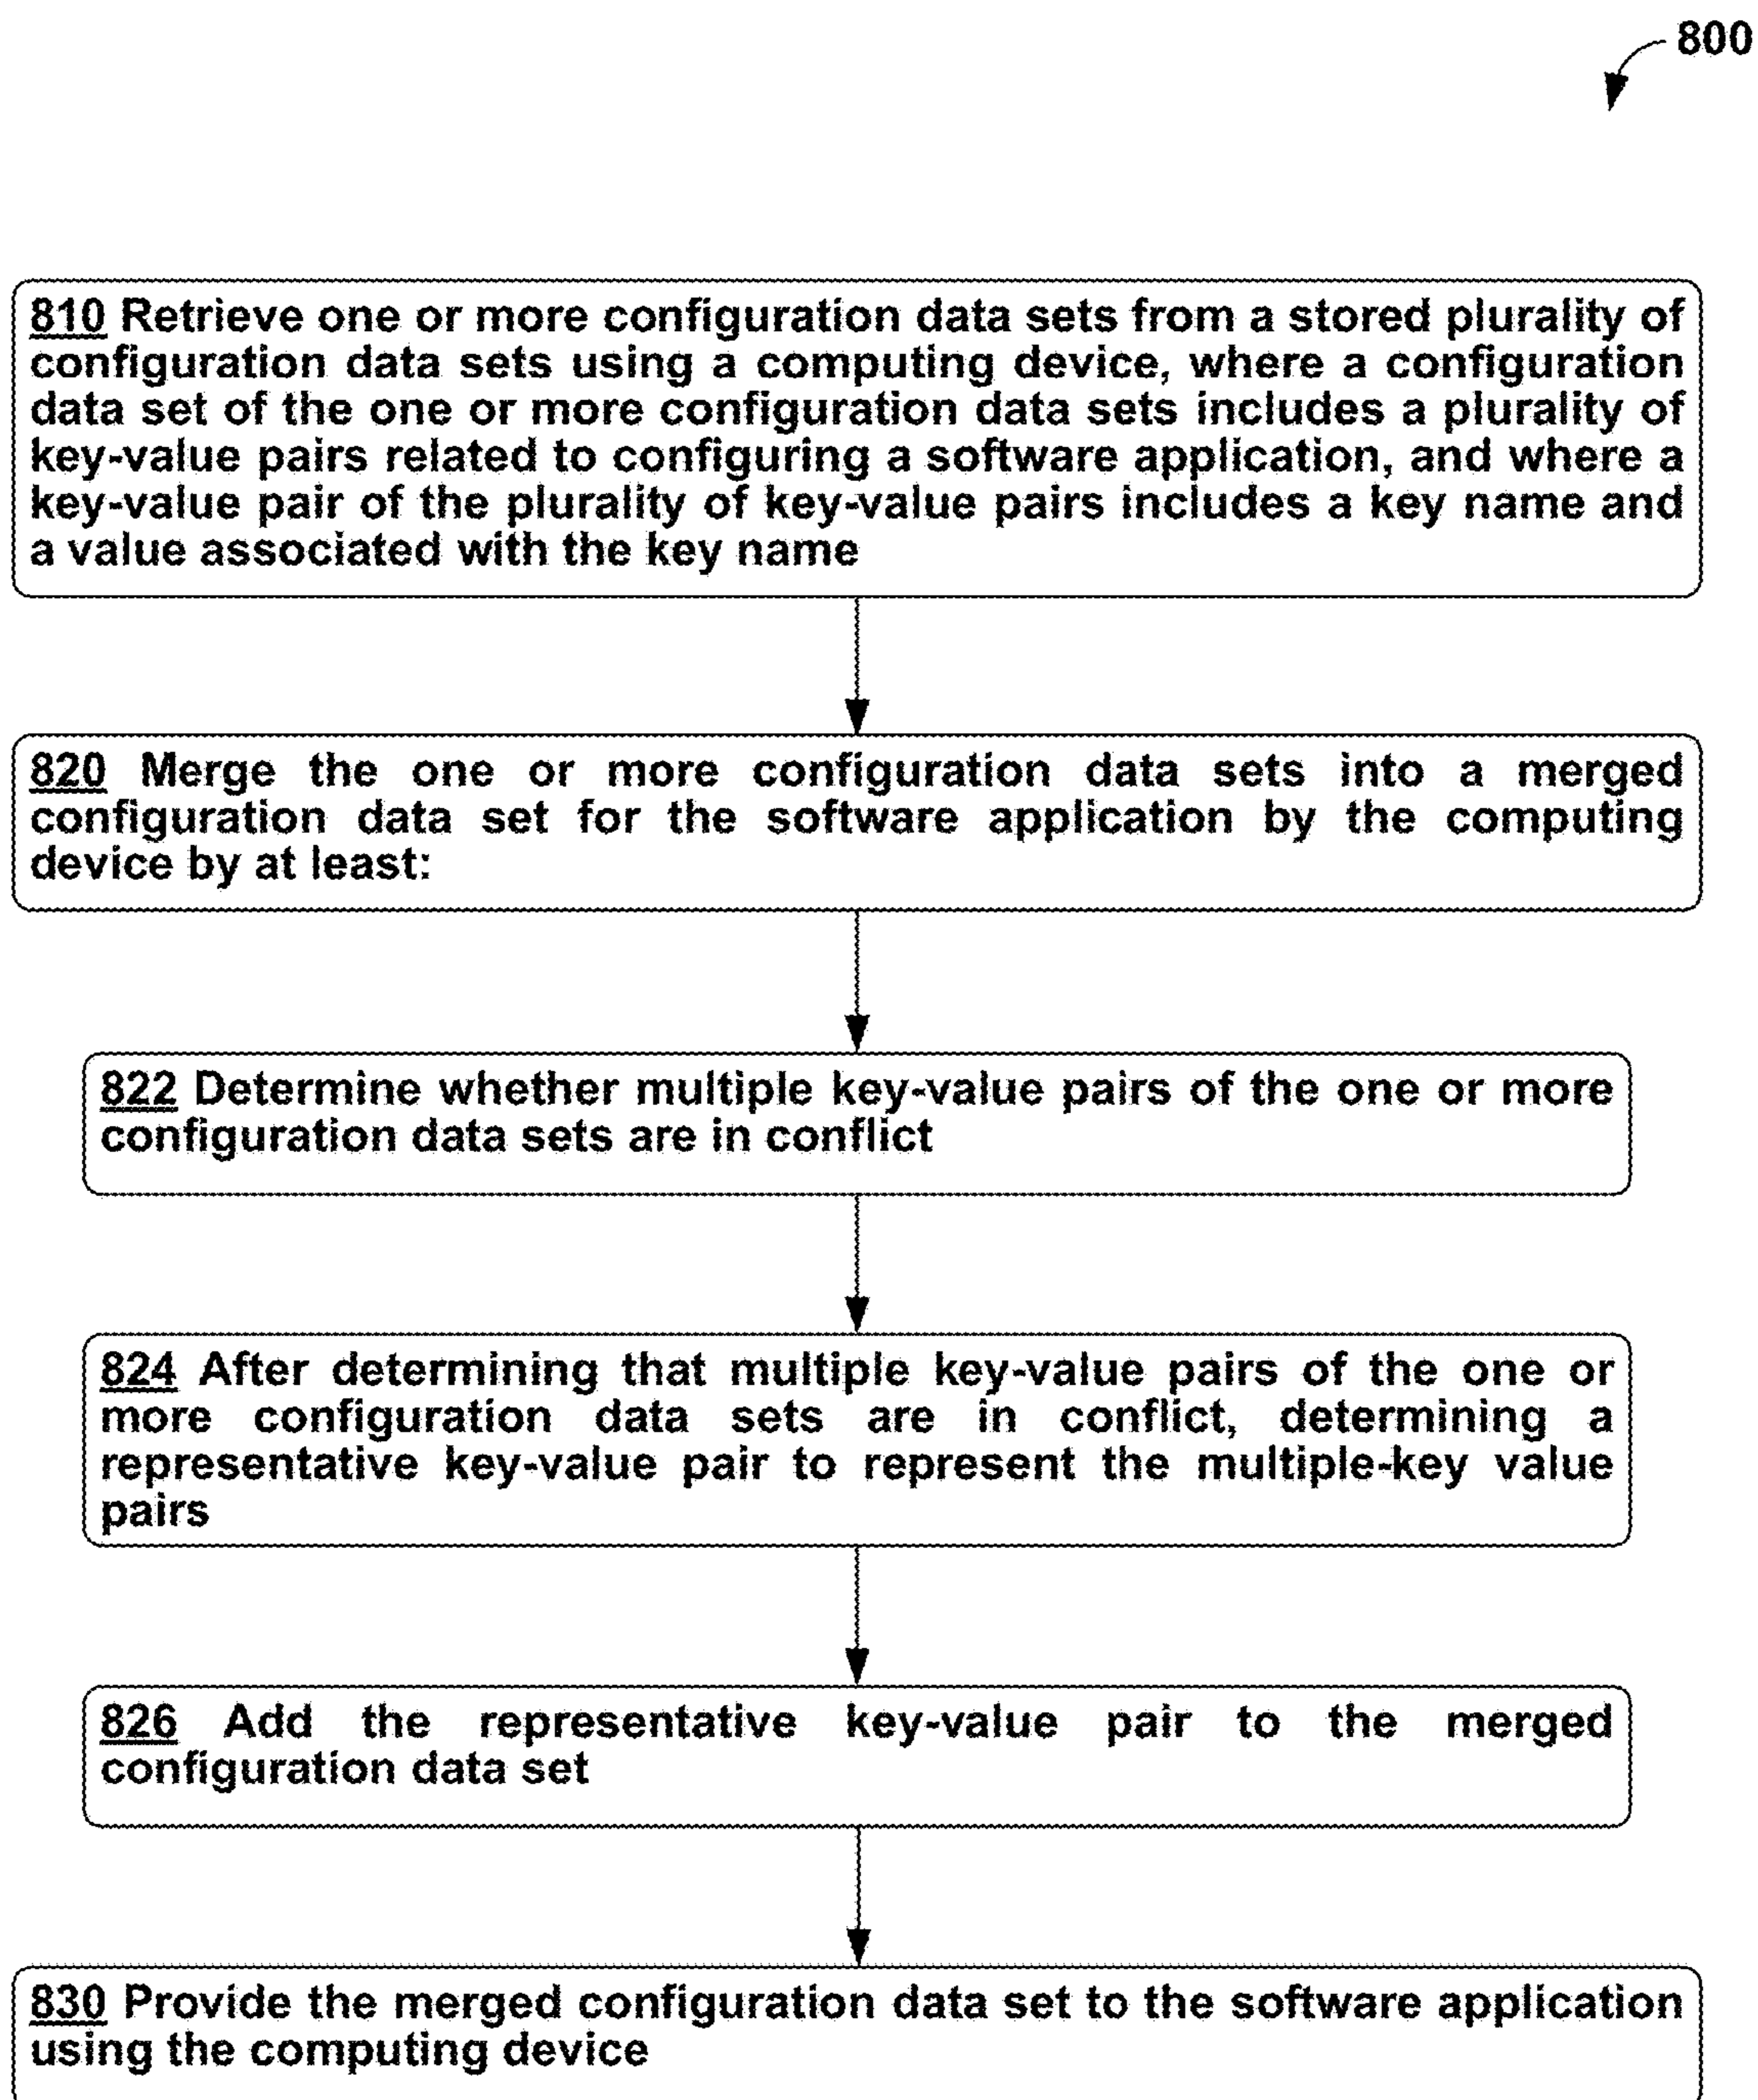 800
810 Retrieve one or more configuration data sets from a stored plurality of
configuration data sets using a computing device, where a configuration
data set of the one or more configuration data sets includes a plurality of
key-value pairs related to configuring a software application, and where a
key-value pair of the plurality of key-value pairs includes a key name and
a value associated with the key name
820 Merge the one or more configuration data sets into a merged
configuration data set for the software application by the computing
device by at least:
822 Determine whether multiple key-value pairs of the one or more
configuration data sets are in conflict
824 After determining that multiple key-value pairs of the one or
more configuration data sets are in conflict, determining a
representative key-value pair to represent the multiple-key value
pairs
826 Add the representative key-value pair to the merged
configuration data set
830 Provide the merged configuration data set to the software application
using the computing device